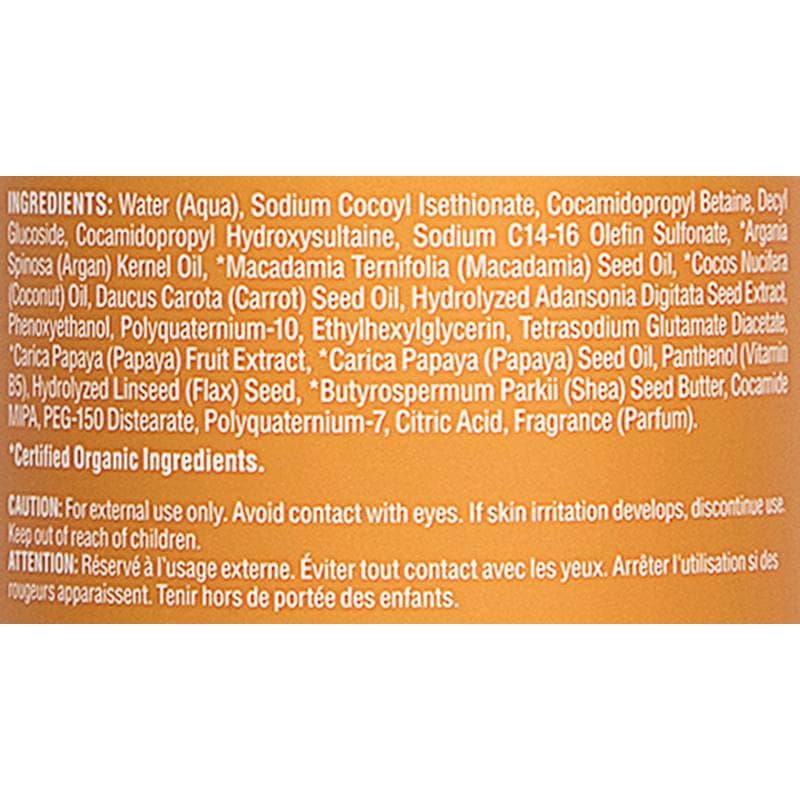 INGREDIENTS: Water (Aqua), Sodium Cocoyl Isethionate, Cocamidopropyl Betaine, Decyl
Glucoside, Cocamidopropyl Hydroxysultaine, Sodium C14-16 Olefin Sulfonate, *Argania
Spinosa (Argan) Kernel Oil, *Macadamia Ternifolia (Macadamia) Seed Oil, *Cocos Nucifera
(Coconut) Oil, Daucus Carota (Carrot) Seed Oil, Hydrolyzed Adansonia Digitata Seed Extract,
Phenoxyethanol, Polyquaternium-10, Ethylhexylglycerin, Tetrasodium Glutamate Diacetate,
*Carica Papaya (Papaya) Fruit Extract, *Carica Papaya (Papaya) Seed Oil, Panthenol (Vitamin
B5), Hydrolyzed Linseed (Flax) Seed, *Butyrospermum Parkii (Shea) Seed Butter, Cocamide
MIPA, PEG-150 Distearate, Polyquaternium-7, Citric Acid, Fragrance (Parfum).
*Certified Organic Ingredients.
CAUTION: For external use only. Avoid contact with eyes. If skin irritation develops, discontinue use.
Keep out of reach of children.
ATTENTION: Réservé à l'usage externe. Éviter tout contact avec les yeux. Arrêter l'utilisation si des
rougeurs apparaissent. Tenir hors de portée des enfants.